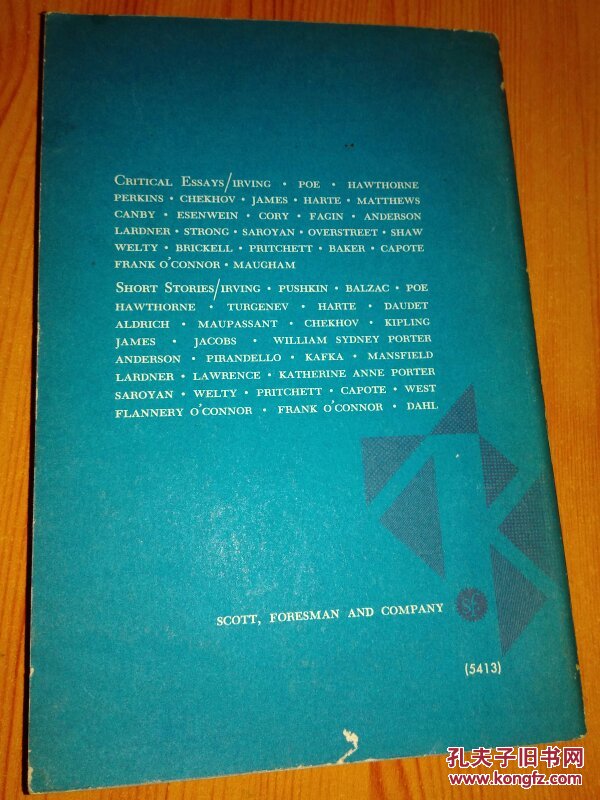 CRITICAL ESSAYS/IRVING • POE • HAWTHORNE
PERKINS • CHEKHOV • JAMES • HARTE • MATTHEWS
CANBY • ESENWEIN • CORY • FAGIN • ANDERSON
LARDNER • STRONG • SAROYAN • OVERSTREET • SHAW
WELTY • BRICKELL • PRITCHETT • BAKER • CAPOTE
FRANK O'CONNOR • MAUGHAM
SHORT STORIES/IRVING • PUSHKIN • BALZAC • POE
HAWTHORNE • TURGENEV • HARTE • DAUDET
ALDRICH • MAUPASSANT • CHEKHOV • KIPLING
JAMES • JACOBS • WILLIAM SYDNEY PORTER
ANDERSON • PIRANDELLO • KAFKA • MANSFIELD
LARDNER • LAWRENCE • KATHERINE ANNE PORTER
SAROYAN • WELTY • PRITCHETT • CAPOTE • WEST
FLANNERY O'CONNOR • FRANK O'CONNOR • DAHL
SCOTT, FORESMAN AND COMPANY
SF
(5413)
孔夫子旧书网
www.kongfz.com